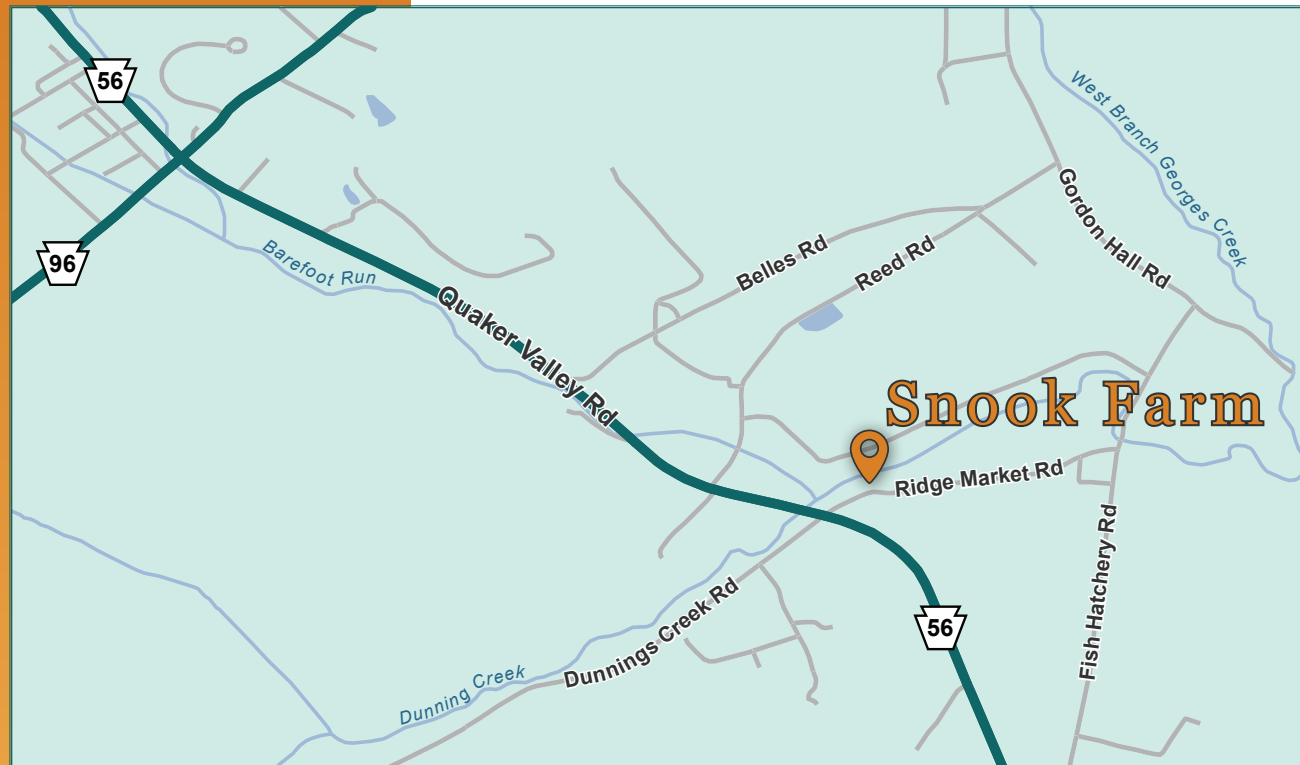 56
96
West Branch Georges Creek
Gordon Hall Rd
Belles Rd
Reed Rd
Barefoot Run
Quaker Valley Rd
Snook Farm
Ridge Market Rd
Fish Hatchery Rd
56
Dunnings Creek Rd
Dunning Creek